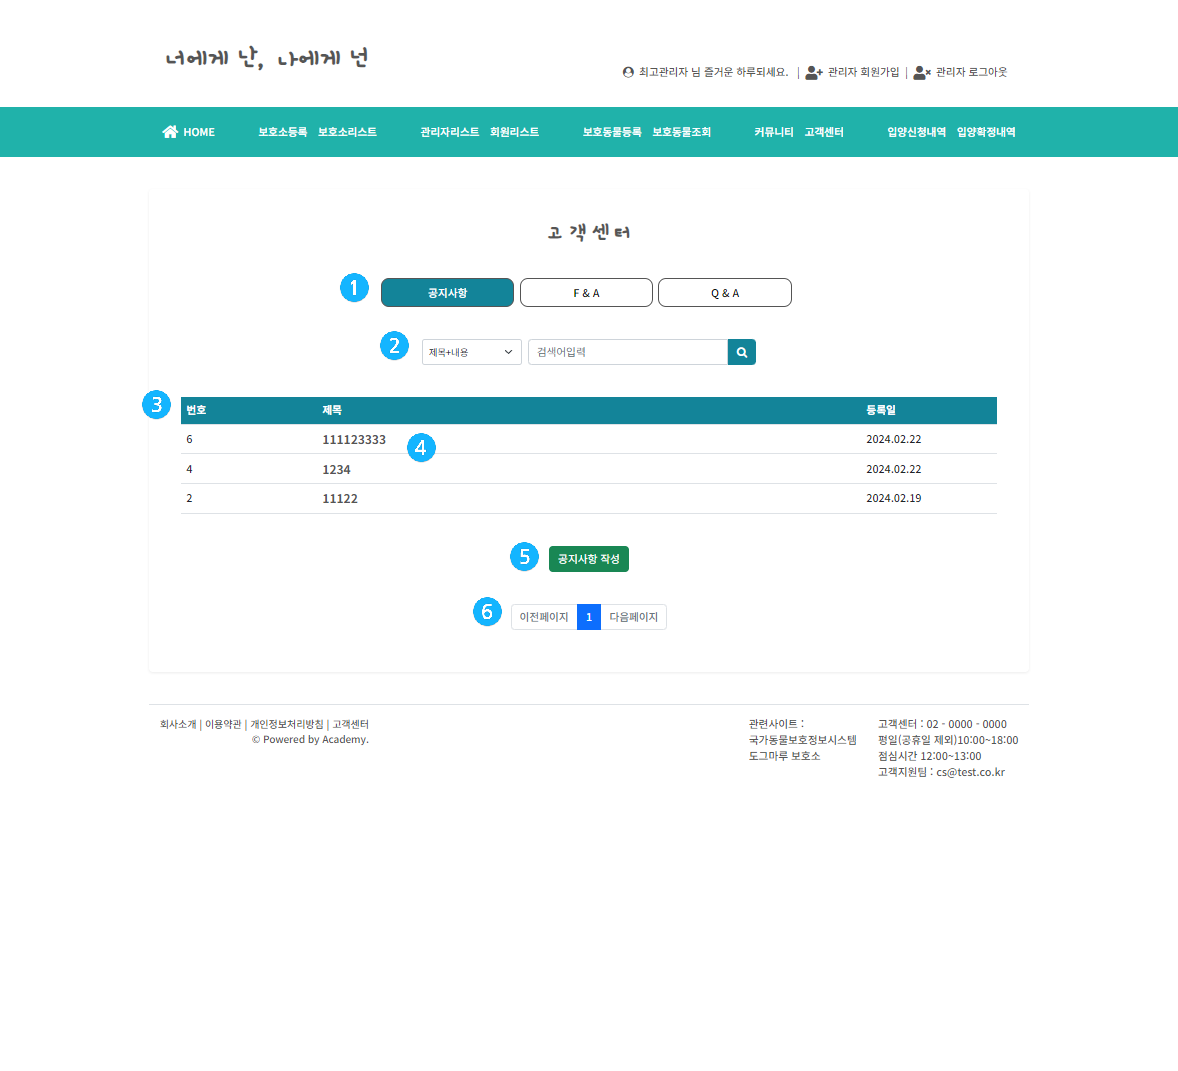 너에게 난, 나에게 넌
최고관리자 님 즐거운 하루되세요. | 관리자 회원가입 | 관리자 로그아웃
HOME 보호소등록 보호소리스트 관리자리스트 회원리스트 보호동물등록 보호동물조회 커뮤니티 고객센터 입양신청내역 입양확정내역
고객센터
1 공지사항 F & A Q & A
2 제목+내용 검색어입력
3 번호 제목 등록일
6 111123333 4 2024.02.22
4 1234 2024.02.22
2 11122 2024.02.19
5 공지사항 작성
6 이전페이지 1 다음페이지
회사소개 | 이용약관 | 개인정보처리방침 | 고객센터
© Powered by Academy.
관련사이트 :
국가동물보호정보시스템
도그마루 보호소
고객센터 : 02 - 0000 - 0000
평일(공휴일 제외)10:00~18:00
점심시간 12:00~13:00
고객지원팀 : cs@test.co.kr